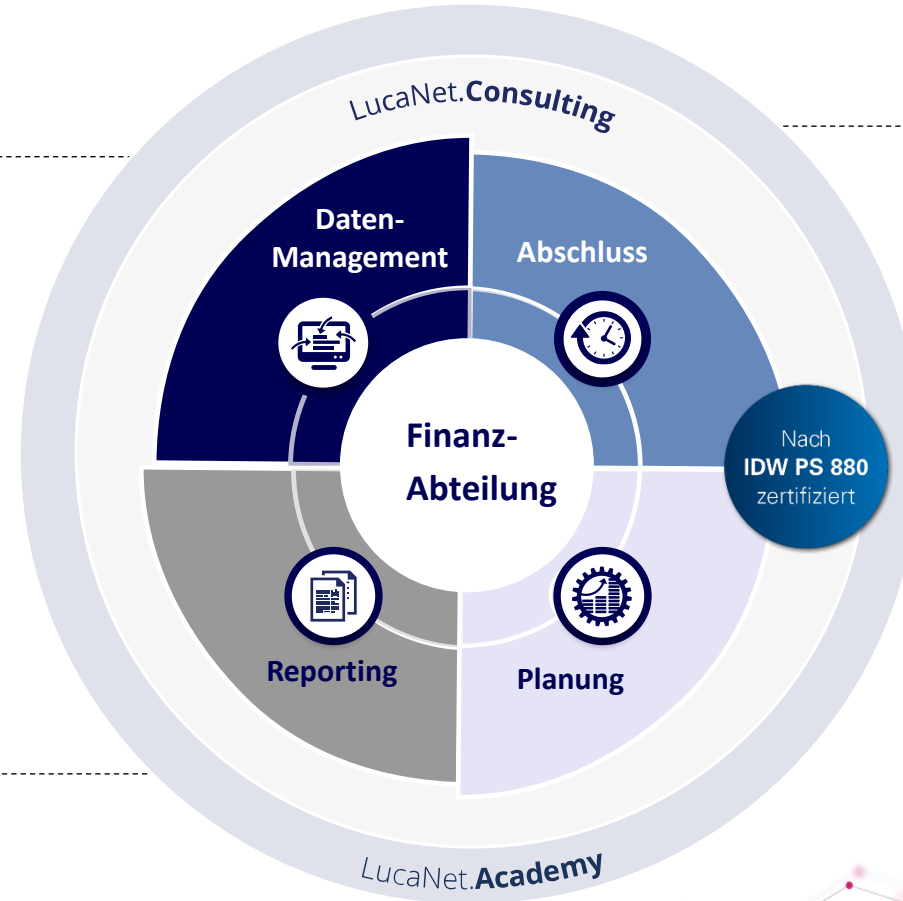 LucaNet.Consulting
Daten-
Management
Abschluss
Finanz-
Abteilung
Nach
IDW PS 880
zertifiziert
Reporting
Planung
LucaNet.Academy